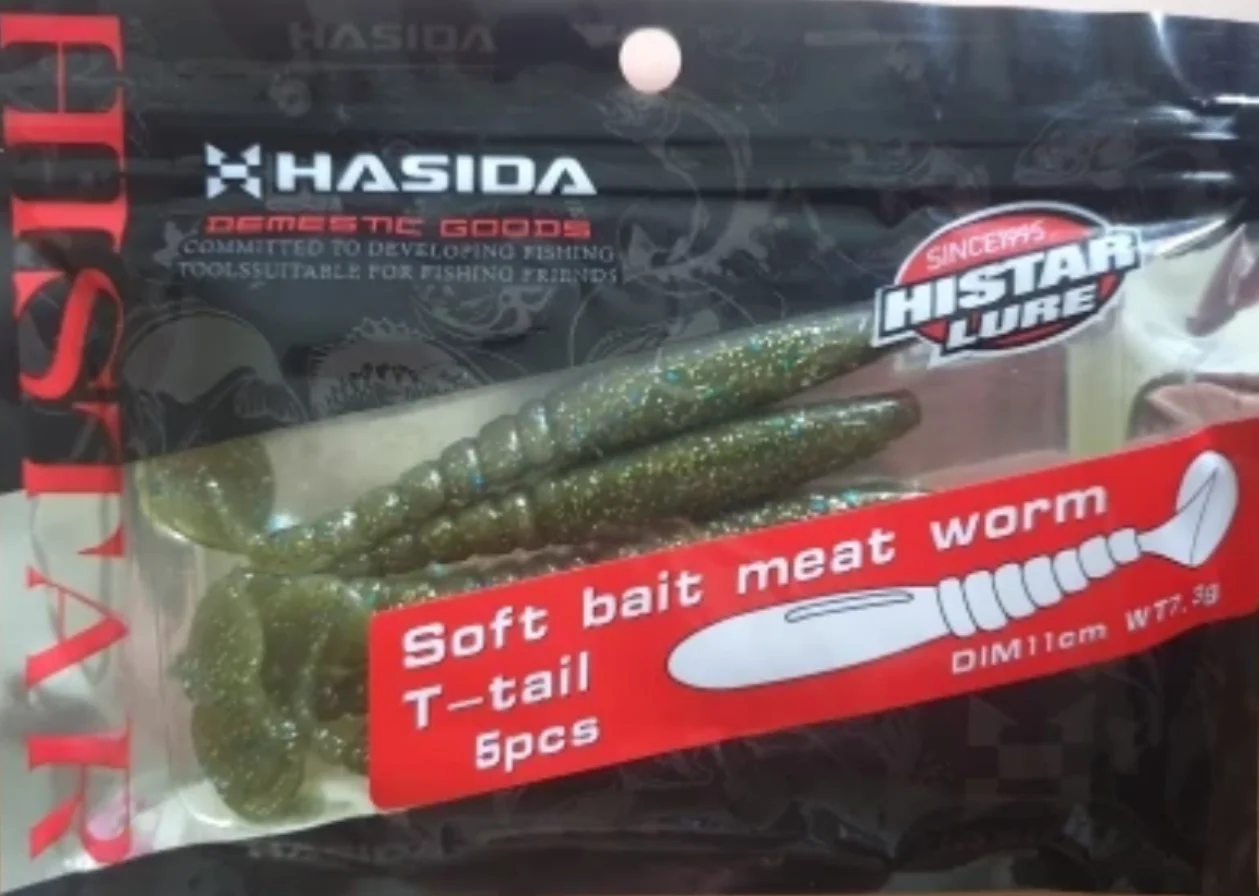 HISTAR
HASIDA
HASIDA
DEMESTIC GOODS
COMMITTED TO DEVELOPING FISHING
TOOLSSUITABLE FOR FISHING FRIENDS
SINCE1995
HISTAR
LURE
Soft bait meat worm
T-tail
5pcs
DIM11cm WT7.3g